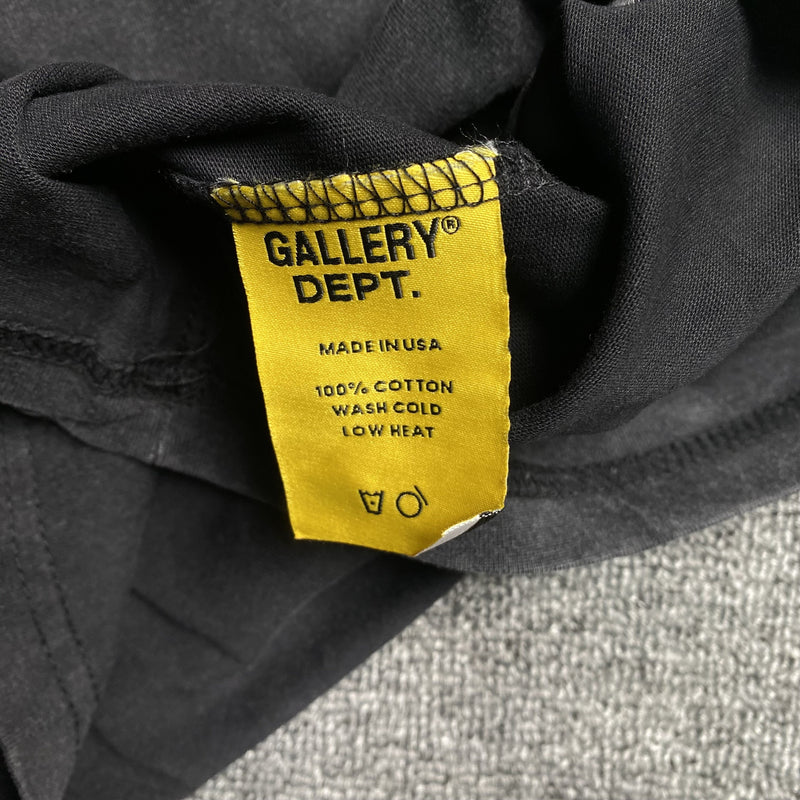 GALLERY®
DEPT.
MADE IN USA
100% COTTON
WASH COLD
LOW HEAT